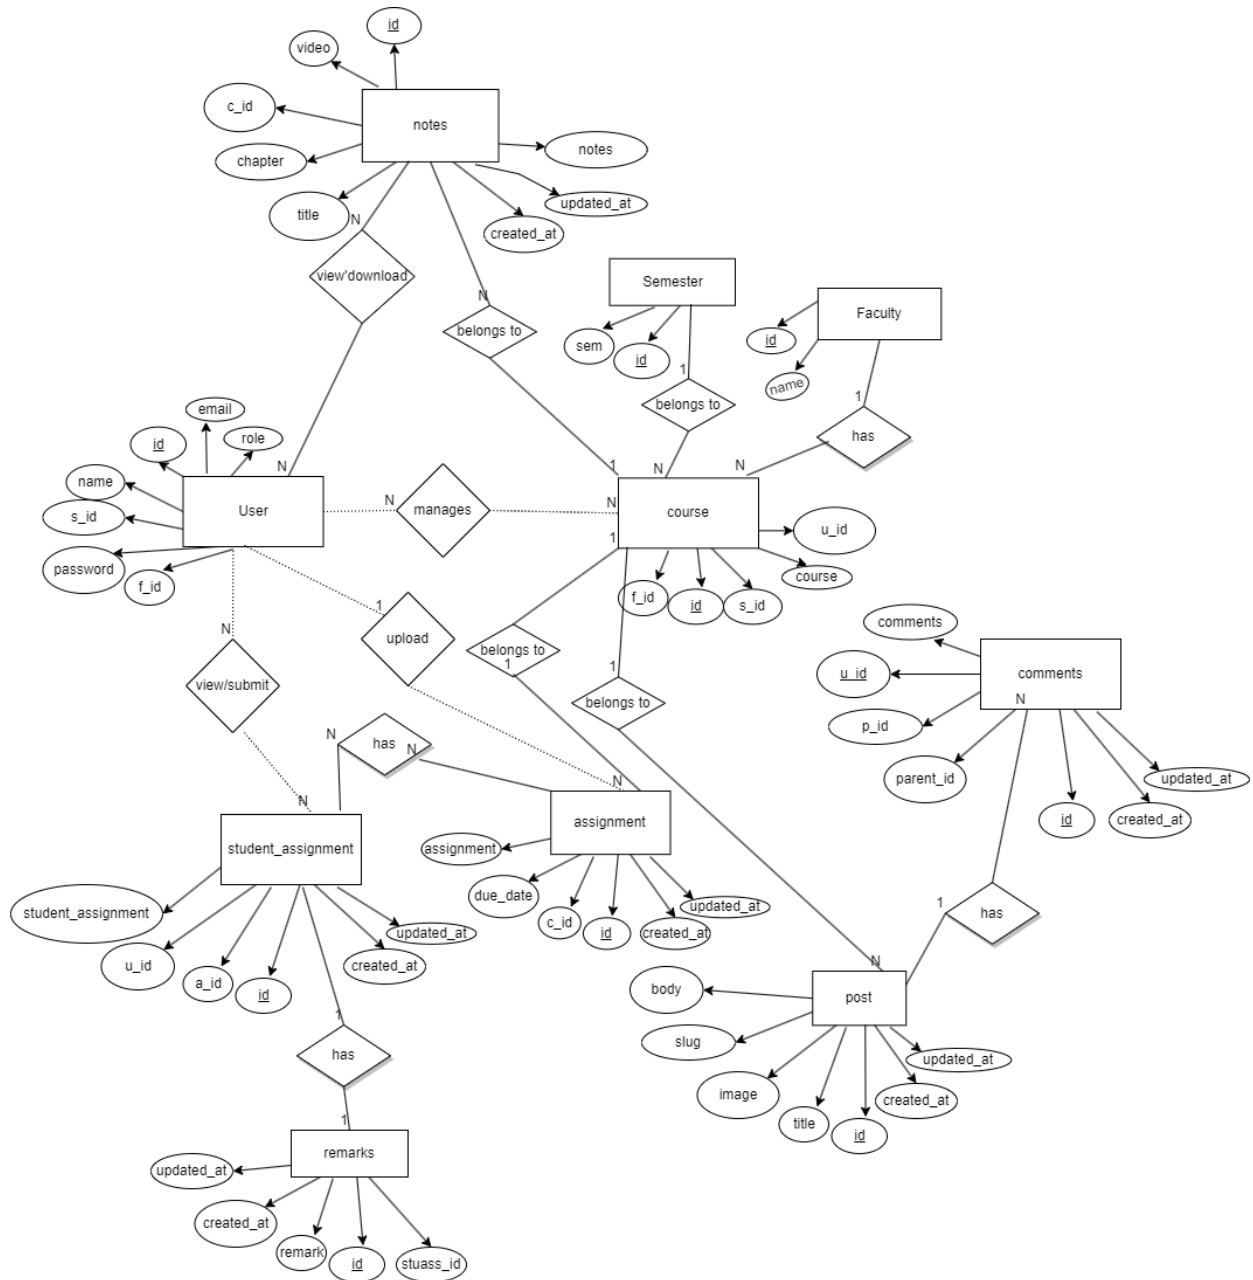 id
video
c_id
notes
chapter
notes
title
updated_at
created_at
N
view'download
N
belongs to
Semester
sem
id
Faculty
id
name
1
belongs to
1
has
email
id
role
N
1
N
N
name
s_id
User
password
f_id
N
manages
N
course
1
u_id
course
f_id
id
s_id
1
upload
N
view/submit
belongs to
1
1
belongs to
comments
u_id
p_id
parent_id
comments
N
id
created_at
updated_at
N
has
N
N
N
student_assignment
assignment
assignment
due_date
c_id
id
created_at
updated_at
student_assignment
u_id
a_id
id
created_at
updated_at
1
has
N
post
body
slug
image
title
id
created_at
updated_at
1
has
1
remarks
updated_at
created_at
remark
id
stuass_id